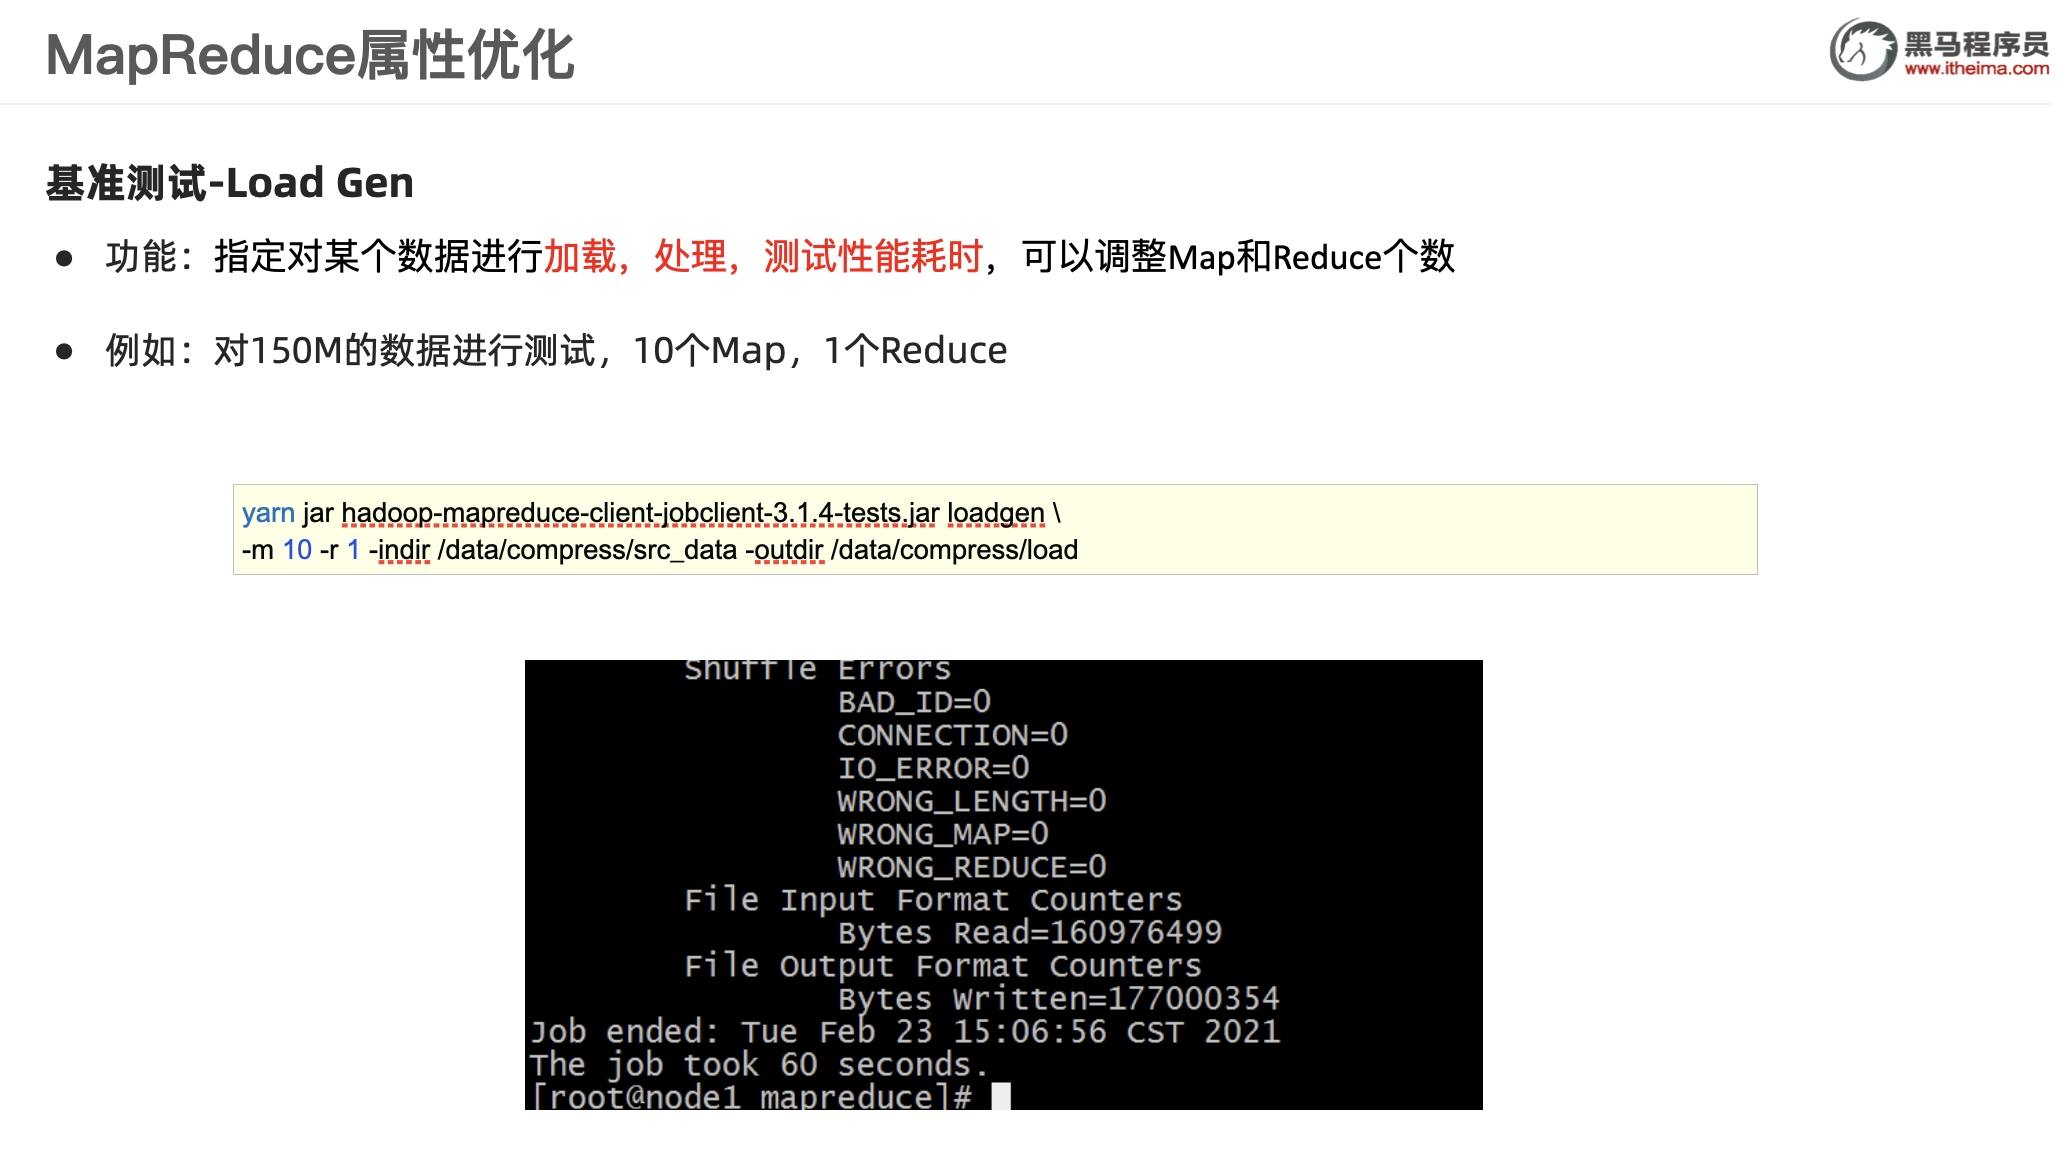 MapReduce属性优化
黑马程序员
www.itheima.com
基准测试-Load Gen
● 功能：指定对某个数据进行加载，处理，测试性能耗时，可以调整Map和Reduce个数
● 例如：对150M的数据进行测试，10个Map，1个Reduce
yarn jar hadoop-mapreduce-client-jobclient-3.1.4-tests.jar loadgen \
-m 10 -r 1 -indir /data/compress/src_data -outdir /data/compress/load
Shuffle Errors
BAD_ID=0
CONNECTION=0
IO_ERROR=0
WRONG_LENGTH=0
WRONG_MAP=0
WRONG_REDUCE=0
File Input Format Counters
Bytes Read=160976499
File Output Format Counters
Bytes Written=177000354
Job ended: Tue Feb 23 15:06:56 CST 2021
The job took 60 seconds.
[root@node1 mapreduce]#